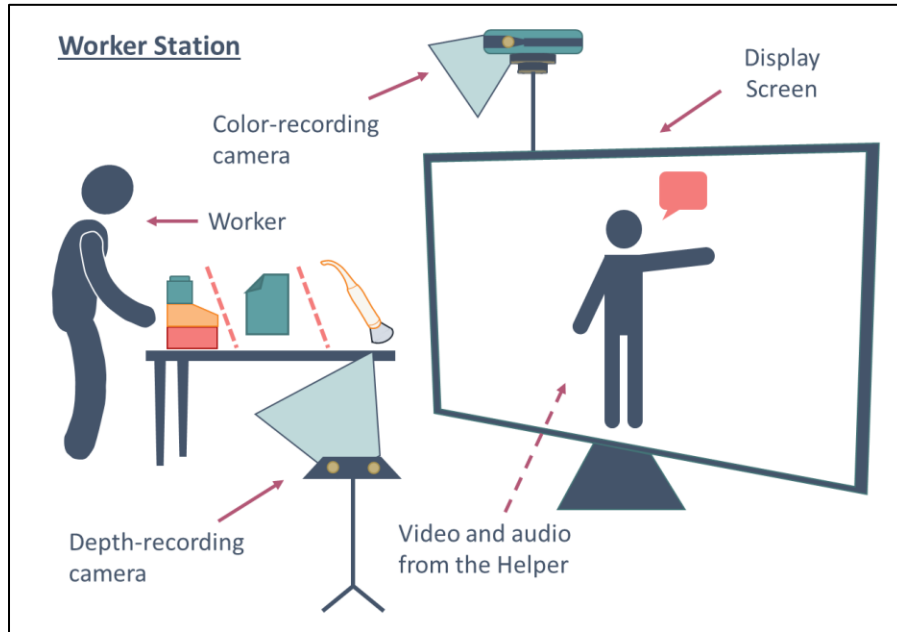 Worker Station
Display
Screen
Color-recording
camera
Worker
Depth-recording
camera
Video and audio
from the Helper